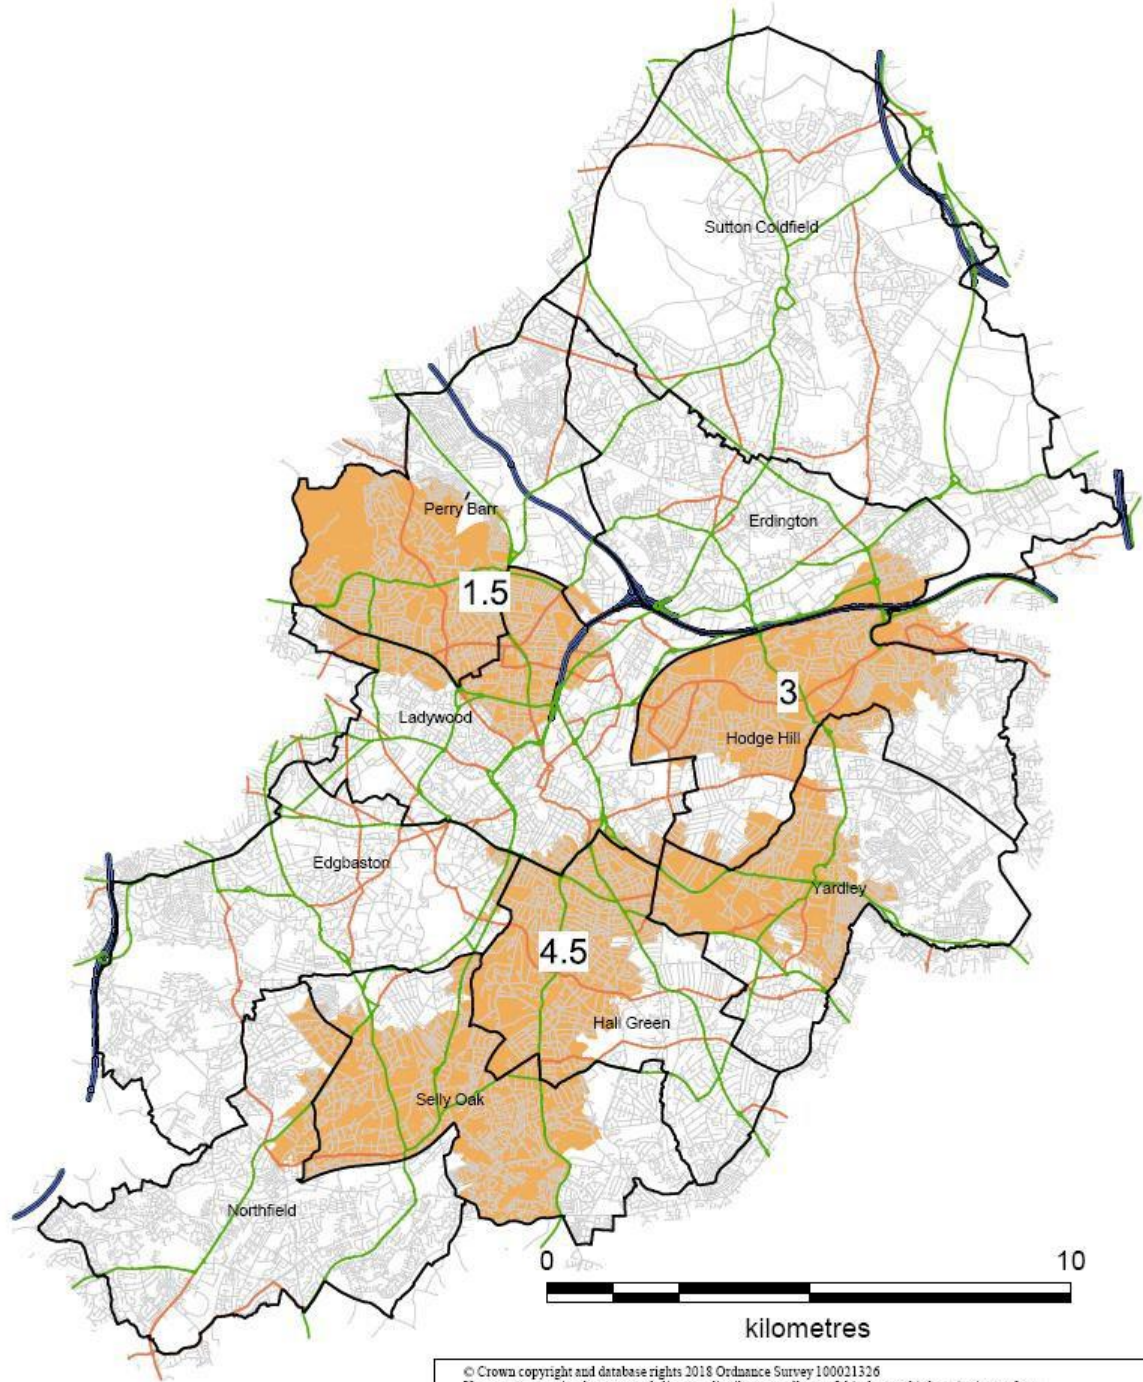 Sutton Coldfield
Perry Barr
Erdington
1.5
3
Ladywood
Hodge Hill
Edgbaston
Yardley
4.5
Hall Green
Selly Oak
Northfield
0 10
kilometres
© Crown copyright and database rights 2018 Ordnance Survey 100021326